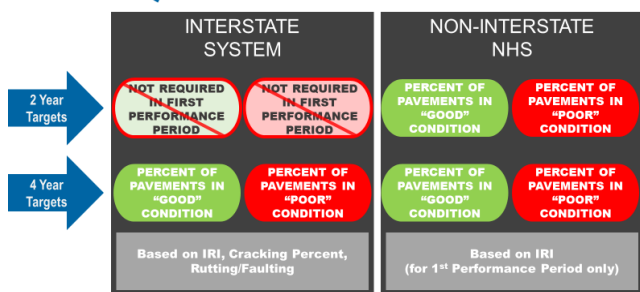 INTERSTATE
SYSTEM
NON-INTERSTATE
NHS
2 Year
Targets
NOT REQUIRED
IN FIRST
PERFORMANCE
PERIOD
NOT REQUIRED
IN FIRST
PERFORMANCE
PERIOD
PERCENT OF
PAVEMENTS IN
“GOOD”
CONDITION
PERCENT OF
PAVEMENTS IN
“POOR”
CONDITION
4 Year
Targets
PERCENT OF
PAVEMENTS IN
“GOOD”
CONDITION
PERCENT OF
PAVEMENTS IN
“POOR”
CONDITION
PERCENT OF
PAVEMENTS IN
“GOOD”
CONDITION
PERCENT OF
PAVEMENTS IN
“POOR”
CONDITION
Based on IRI, Cracking Percent,
Rutting/Faulting
Based on IRI
(for 1st Performance Period only)